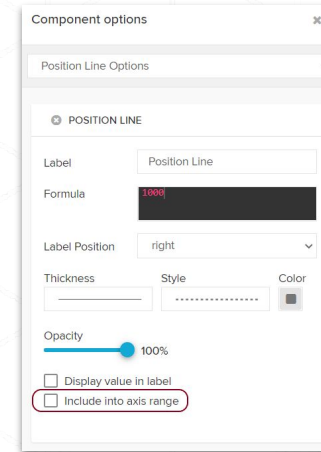 Component options
Position Line Options
POSITION LINE
Label Position Line
Formula 1000
Label Position right
Thickness Style Color
Opacity
100%
Display value in label
Include into axis range